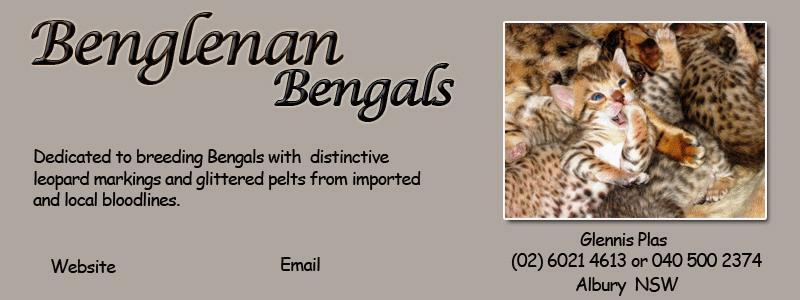 Benglenan
Bengals
Dedicated to breeding Bengals with distinctive
leopard markings and glittered pelts from imported
and local bloodlines.
Website
Email
Glennis Plas
(02) 6021 4613 or 040 500 2374
Albury NSW